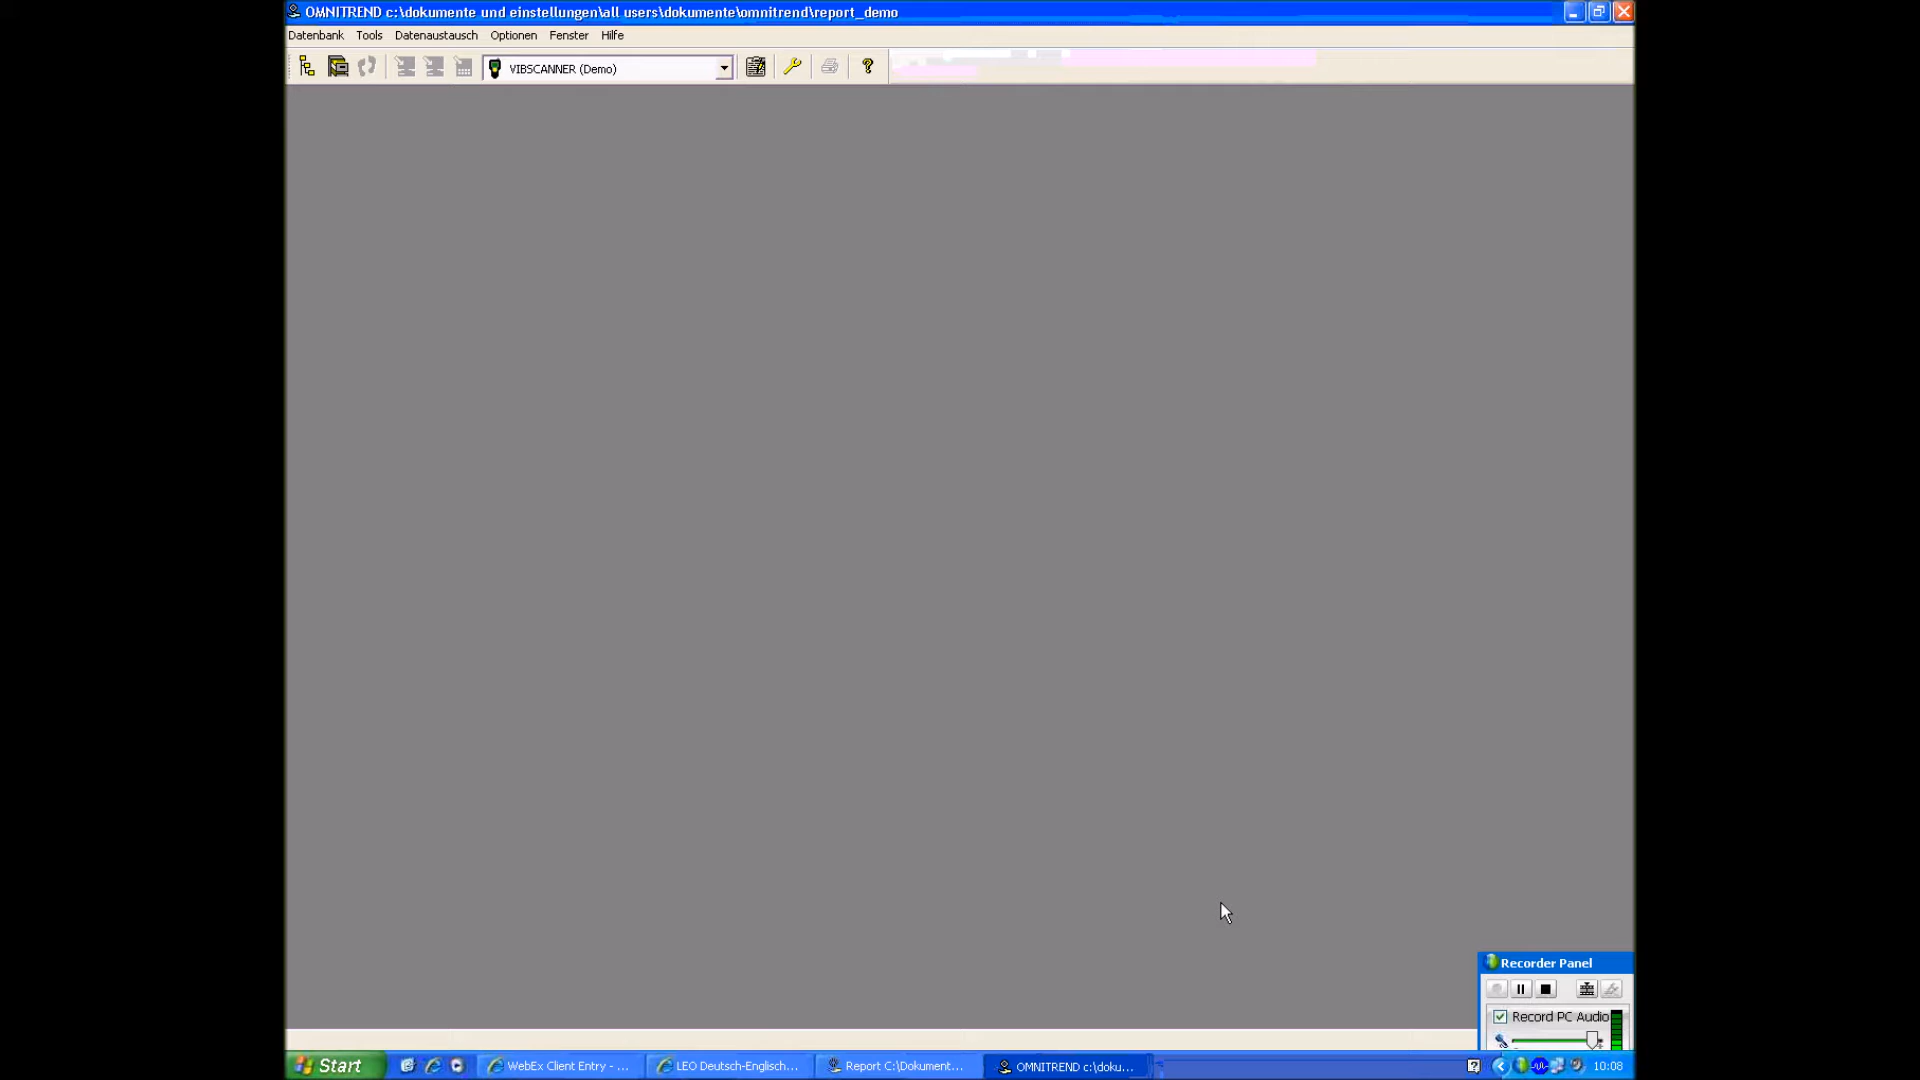 OMNITREND c:\dokumente und einstellungen\all users\dokumente\omnitrend\report_demo
Datenbank Tools Datenaustausch Optionen Fenster Hilfe
VIBSCANNER (Demo)
Recorder Panel
Record PC Audio
Start WebEx Client Entry - ... LEO Deutsch-Englisch... Report C:\Dokument... OMNITREND c:\doku... 10:08